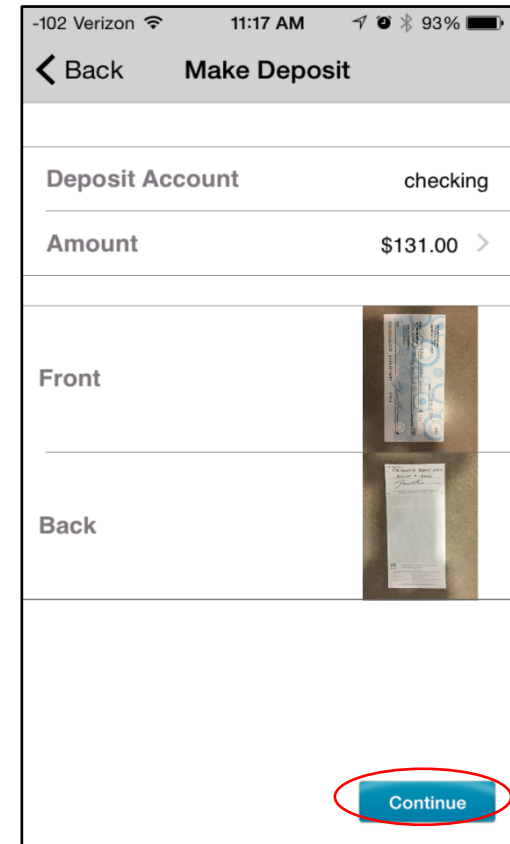 -102 Verizon 11:17 AM 93%
Back Make Deposit
Deposit Account checking
Amount $131.00 >
Front
Back
Continue